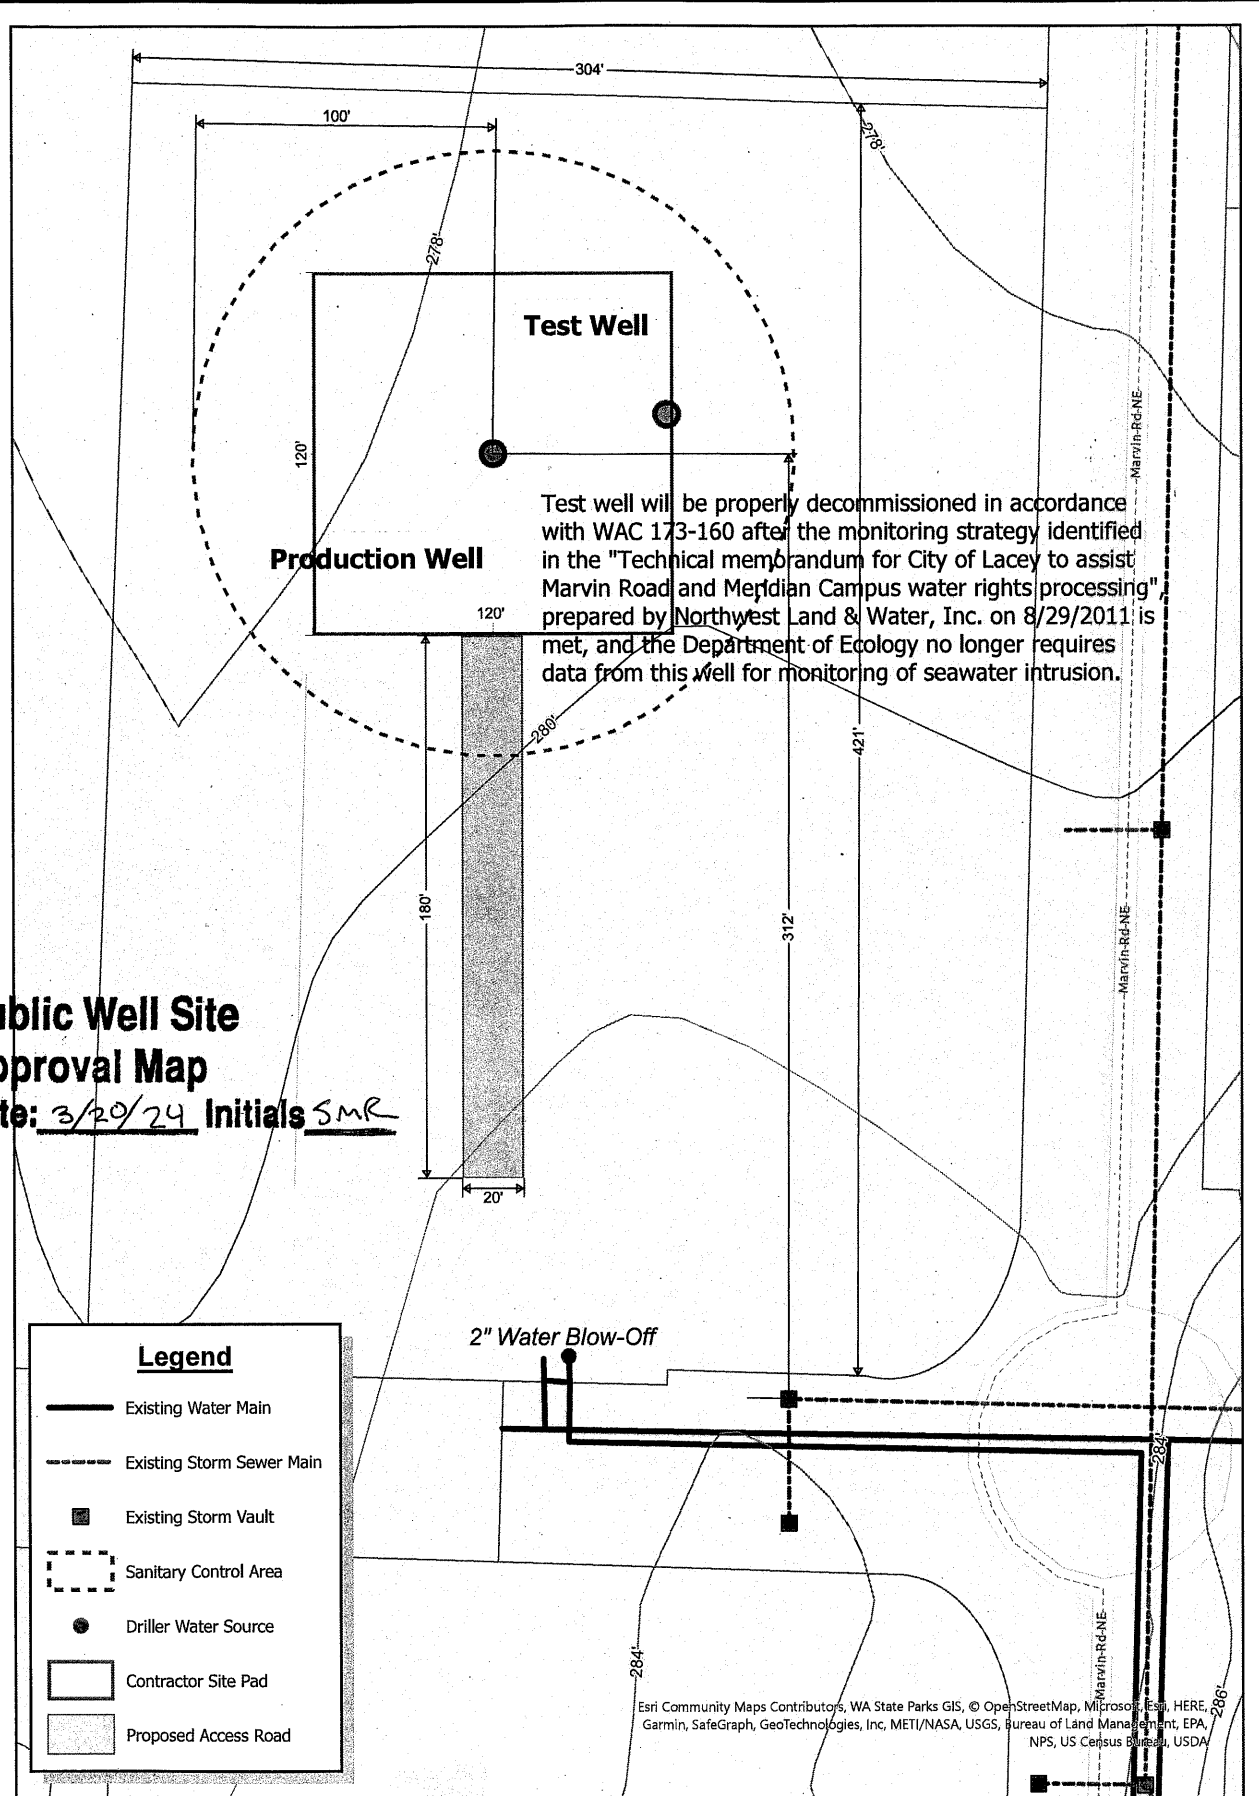 304'
100'
278'
278'
Test Well
Marvin-Rd-NE
120'
Test well will be properly decommissioned in accordance
with WAC 173-160 after the monitoring strategy identified
in the "Technical memorandum for City of Lacey to assist
Marvin Road and Meridian Campus water rights processing",
prepared by Northwest Land & Water, Inc. on 8/29/2011 is
met, and the Department of Ecology no longer requires
data from this well for monitoring of seawater intrusion.
Production Well
120'
280'
421'
180'
312'
Marvin-Rd-NE
ublic Well Site
pproval Map
te: 3/20/24 Initials SMR
20'
2" Water Blow-Off
Legend
Existing Water Main
Existing Storm Sewer Main
Existing Storm Vault
Sanitary Control Area
Driller Water Source
Contractor Site Pad
Proposed Access Road
284'
284'
Marvin-Rd-NE
286'
Esri Community Maps Contributors, WA State Parks GIS, © OpenStreetMap, Microsoft, Esri, HERE,
Garmin, SafeGraph, GeoTechnologies, Inc, METI/NASA, USGS, Bureau of Land Management, EPA,
NPS, US Census Bureau, USDA